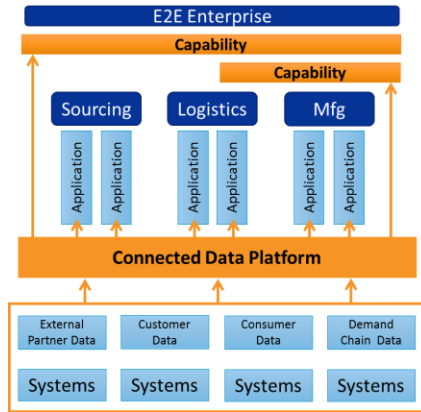 E2E Enterprise
Capability
Capability
Sourcing
Logistics
Mfg
Application
Application
Application
Application
Application
Application
Connected Data Platform
External
Partner Data
Customer
Data
Consumer
Data
Demand
Chain Data
Systems
Systems
Systems
Systems